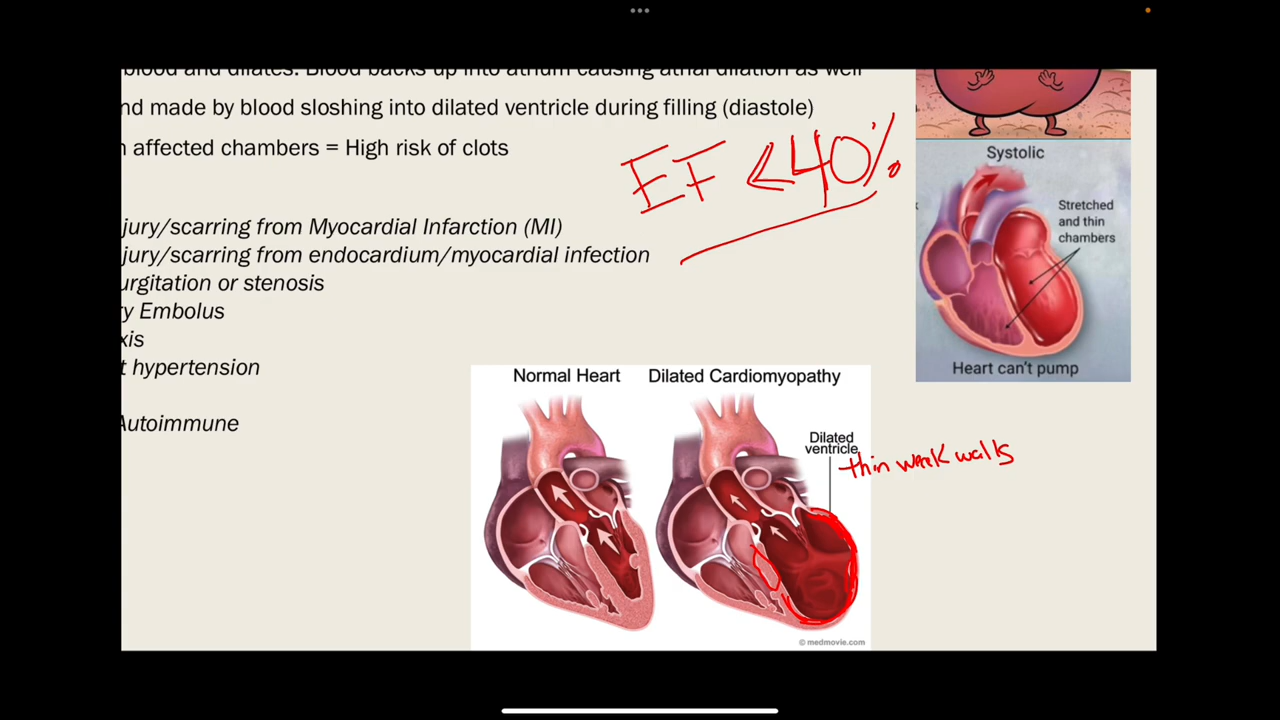 blood and dilates. Blood backs up into atrium causing atrial dilation as well
nd made by blood sloshing into dilated ventricle during filling (diastole)
n affected chambers = High risk of clots
EF <40%
jury/scarring from Myocardial Infarction (MI)
jury/scarring from endocardium/myocardial infection
urgitation or stenosis
ry Embolus
xis
t hypertension
Autoimmune
Systolic
Stretched
and thin
chambers
Heart can't pump
Normal Heart
Dilated Cardiomyopathy
Dilated
ventricle
thin weak walls
© medmovie.com